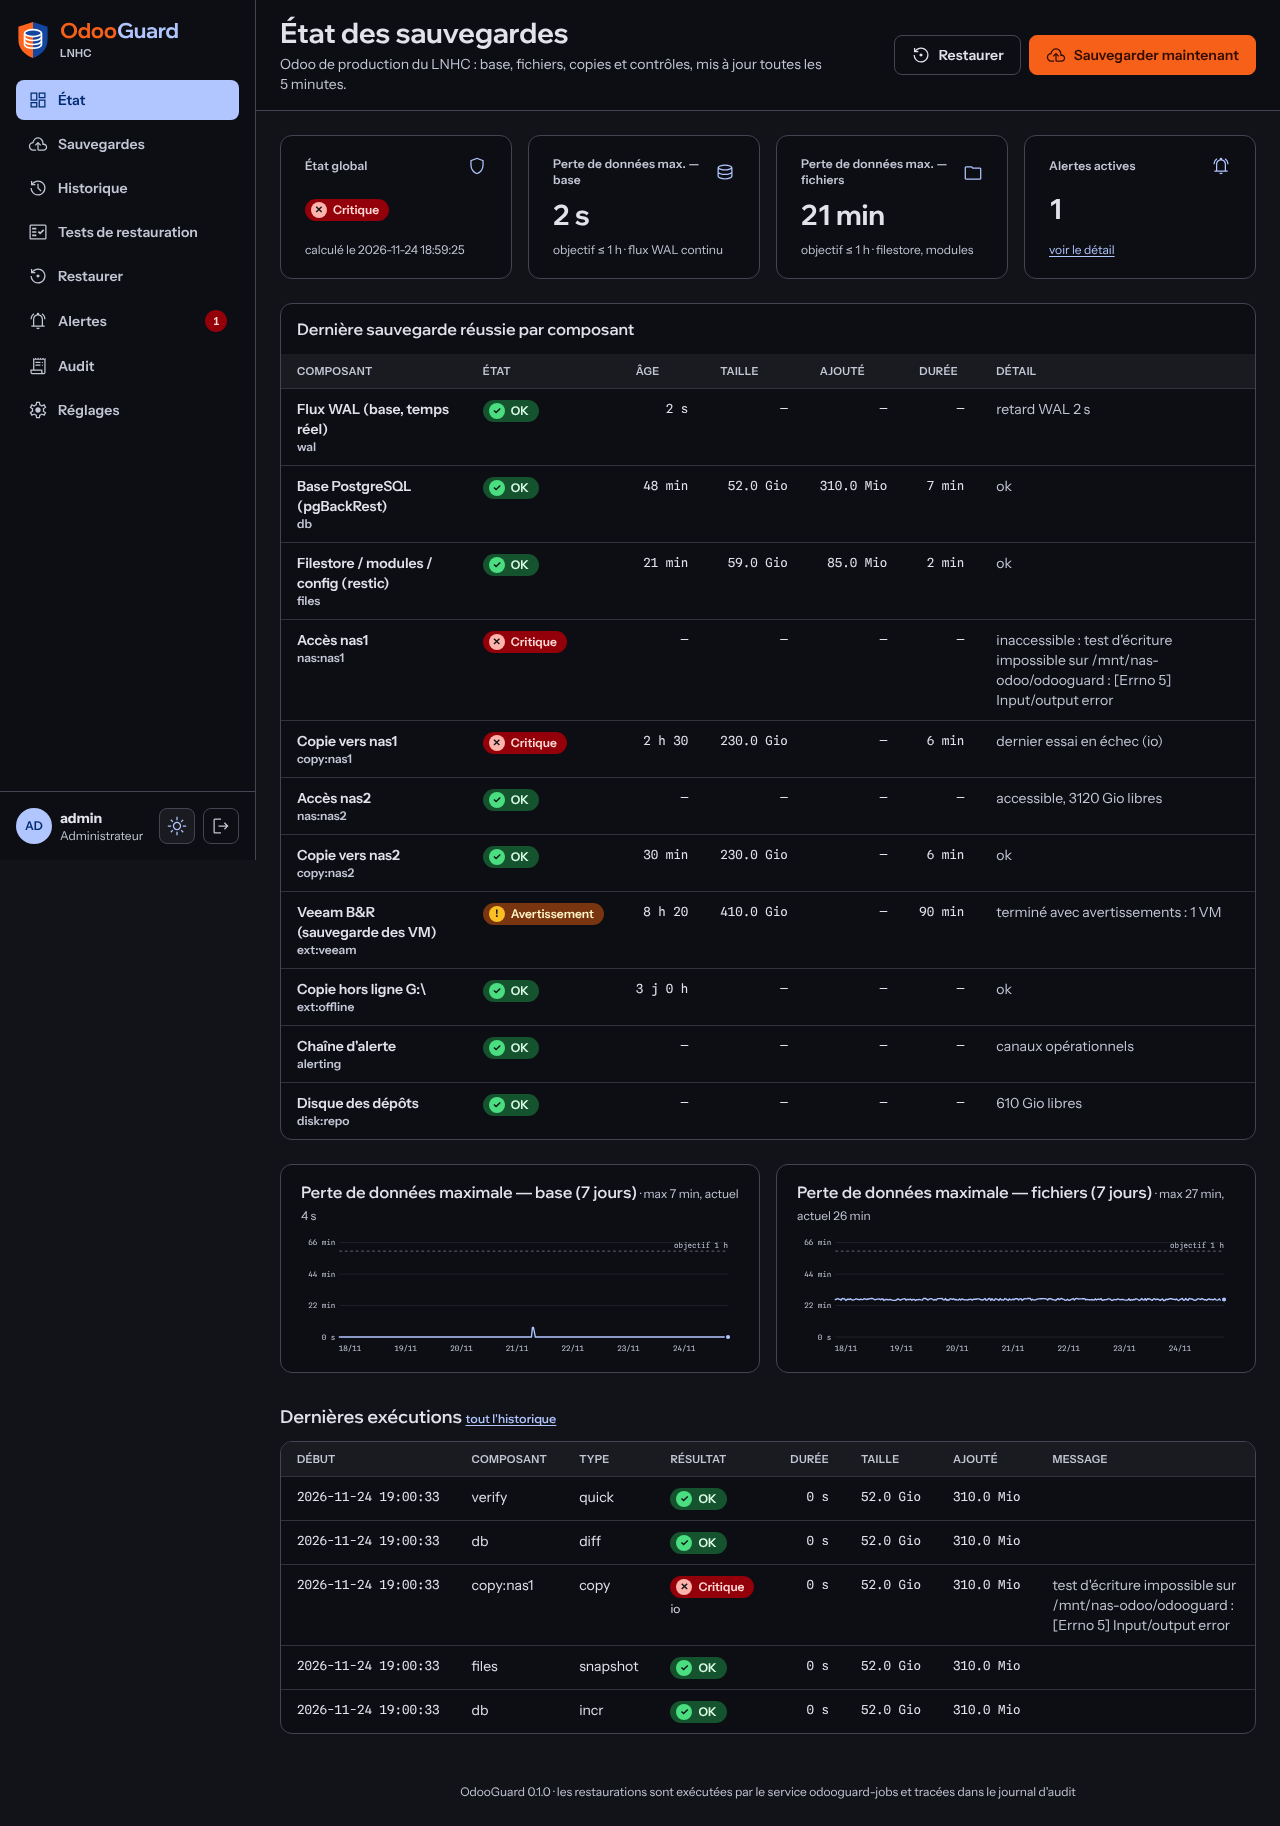 OdooGuard
LNHC
État
Sauvegardes
Historique
Tests de restauration
Restaurer
Alertes
1
Audit
Réglages
AD
admin
Administrateur
État des sauvegardes
Odoo de production du LNHC : base, fichiers, copies et contrôles, mis à jour toutes les
5 minutes.
Restaurer
Sauvegarder maintenant
État global
Critique
calculé le 2026-11-24 18:59:25
Perte de données max. —
base
2 s
objectif ≤ 1 h · flux WAL continu
Perte de données max. —
fichiers
21 min
objectif ≤ 1 h · filestore, modules
Alertes actives
1
voir le détail
Dernière sauvegarde réussie par composant
COMPOSANT ÉTAT ÂGE TAILLE AJOUTÉ DURÉE DÉTAIL
Flux WAL (base, temps OK 2 s — — — retard WAL 2 s
réel)
wal
Base PostgreSQL OK 48 min 52.0 Gio 310.0 Mio 7 min ok
(pgBackRest)
db
Filestore / modules / OK 21 min 59.0 Gio 85.0 Mio 2 min ok
config (restic)
files
Accès nas1 Critique — — — — inaccessible : test d'écriture
nas:nas1 impossible sur /mnt/nas-
odoo/odooguard : [Errno 5]
Input/output error
Copie vers nas1 Critique 2 h 30 230.0 Gio — 6 min dernier essai en échec (io)
copy:nas1
Accès nas2 OK — — — — accessible, 3120 Gio libres
nas:nas2
Copie vers nas2 OK 30 min 230.0 Gio — 6 min ok
copy:nas2
Veeam B&R Avertissement 8 h 20 410.0 Gio — 90 min terminé avec avertissements : 1 VM
(sauvegarde des VM)
ext:veeam
Copie hors ligne G:\ OK 3 j 0 h — — — ok
ext:offline
Chaîne d'alerte OK — — — — canaux opérationnels
alerting
Disque des dépôts OK — — — — 610 Gio libres
disk:repo
Perte de données maximale — base (7 jours) · max 7 min, actuel
4 s
66 min
objectif 1 h
44 min
22 min
0 s
18/11 19/11 20/11 21/11 22/11 23/11 24/11
Perte de données maximale — fichiers (7 jours) · max 27 min,
actuel 26 min
66 min
objectif 1 h
44 min
22 min
0 s
18/11 19/11 20/11 21/11 22/11 23/11 24/11
Dernières exécutions tout l'historique
DÉBUT COMPOSANT TYPE RÉSULTAT DURÉE TAILLE AJOUTÉ MESSAGE
2026-11-24 19:00:33 verify quick OK 0 s 52.0 Gio 310.0 Mio
2026-11-24 19:00:33 db diff OK 0 s 52.0 Gio 310.0 Mio
2026-11-24 19:00:33 copy:nas1 copy Critique 0 s 52.0 Gio 310.0 Mio test d'écriture impossible sur
io /mnt/nas-odoo/odooguard :
[Errno 5] Input/output error
2026-11-24 19:00:33 files snapshot OK 0 s 52.0 Gio 310.0 Mio
2026-11-24 19:00:33 db incr OK 0 s 52.0 Gio 310.0 Mio
OdooGuard 0.1.0 · les restaurations sont exécutées par le service odooguard-jobs et tracées dans le journal d'audit